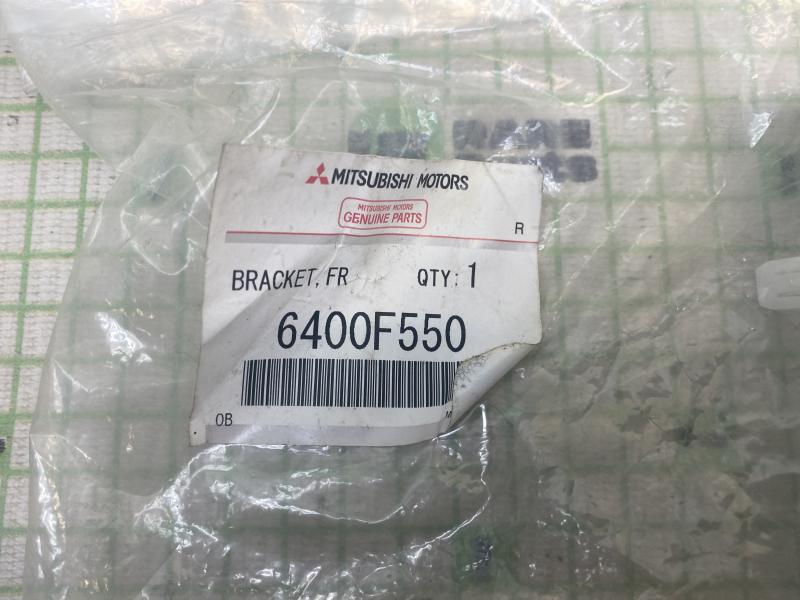 MITSUBISHI MOTORS
MITSUBISHI MOTORS
GENUINE PARTS
R
BRACKET, FR QTY: 1
6400F550
OB M